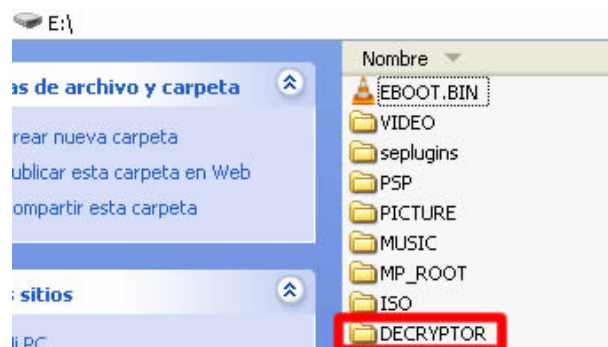 E:\
Nombre
as de archivo y carpeta
rear nueva carpeta
ublicar esta carpeta en Web
ompartir esta carpeta
sitios
i PC
EBOOT.BIN
VIDEO
seplugins
PSP
PICTURE
MUSIC
MP_ROOT
ISO
DECRYPTOR